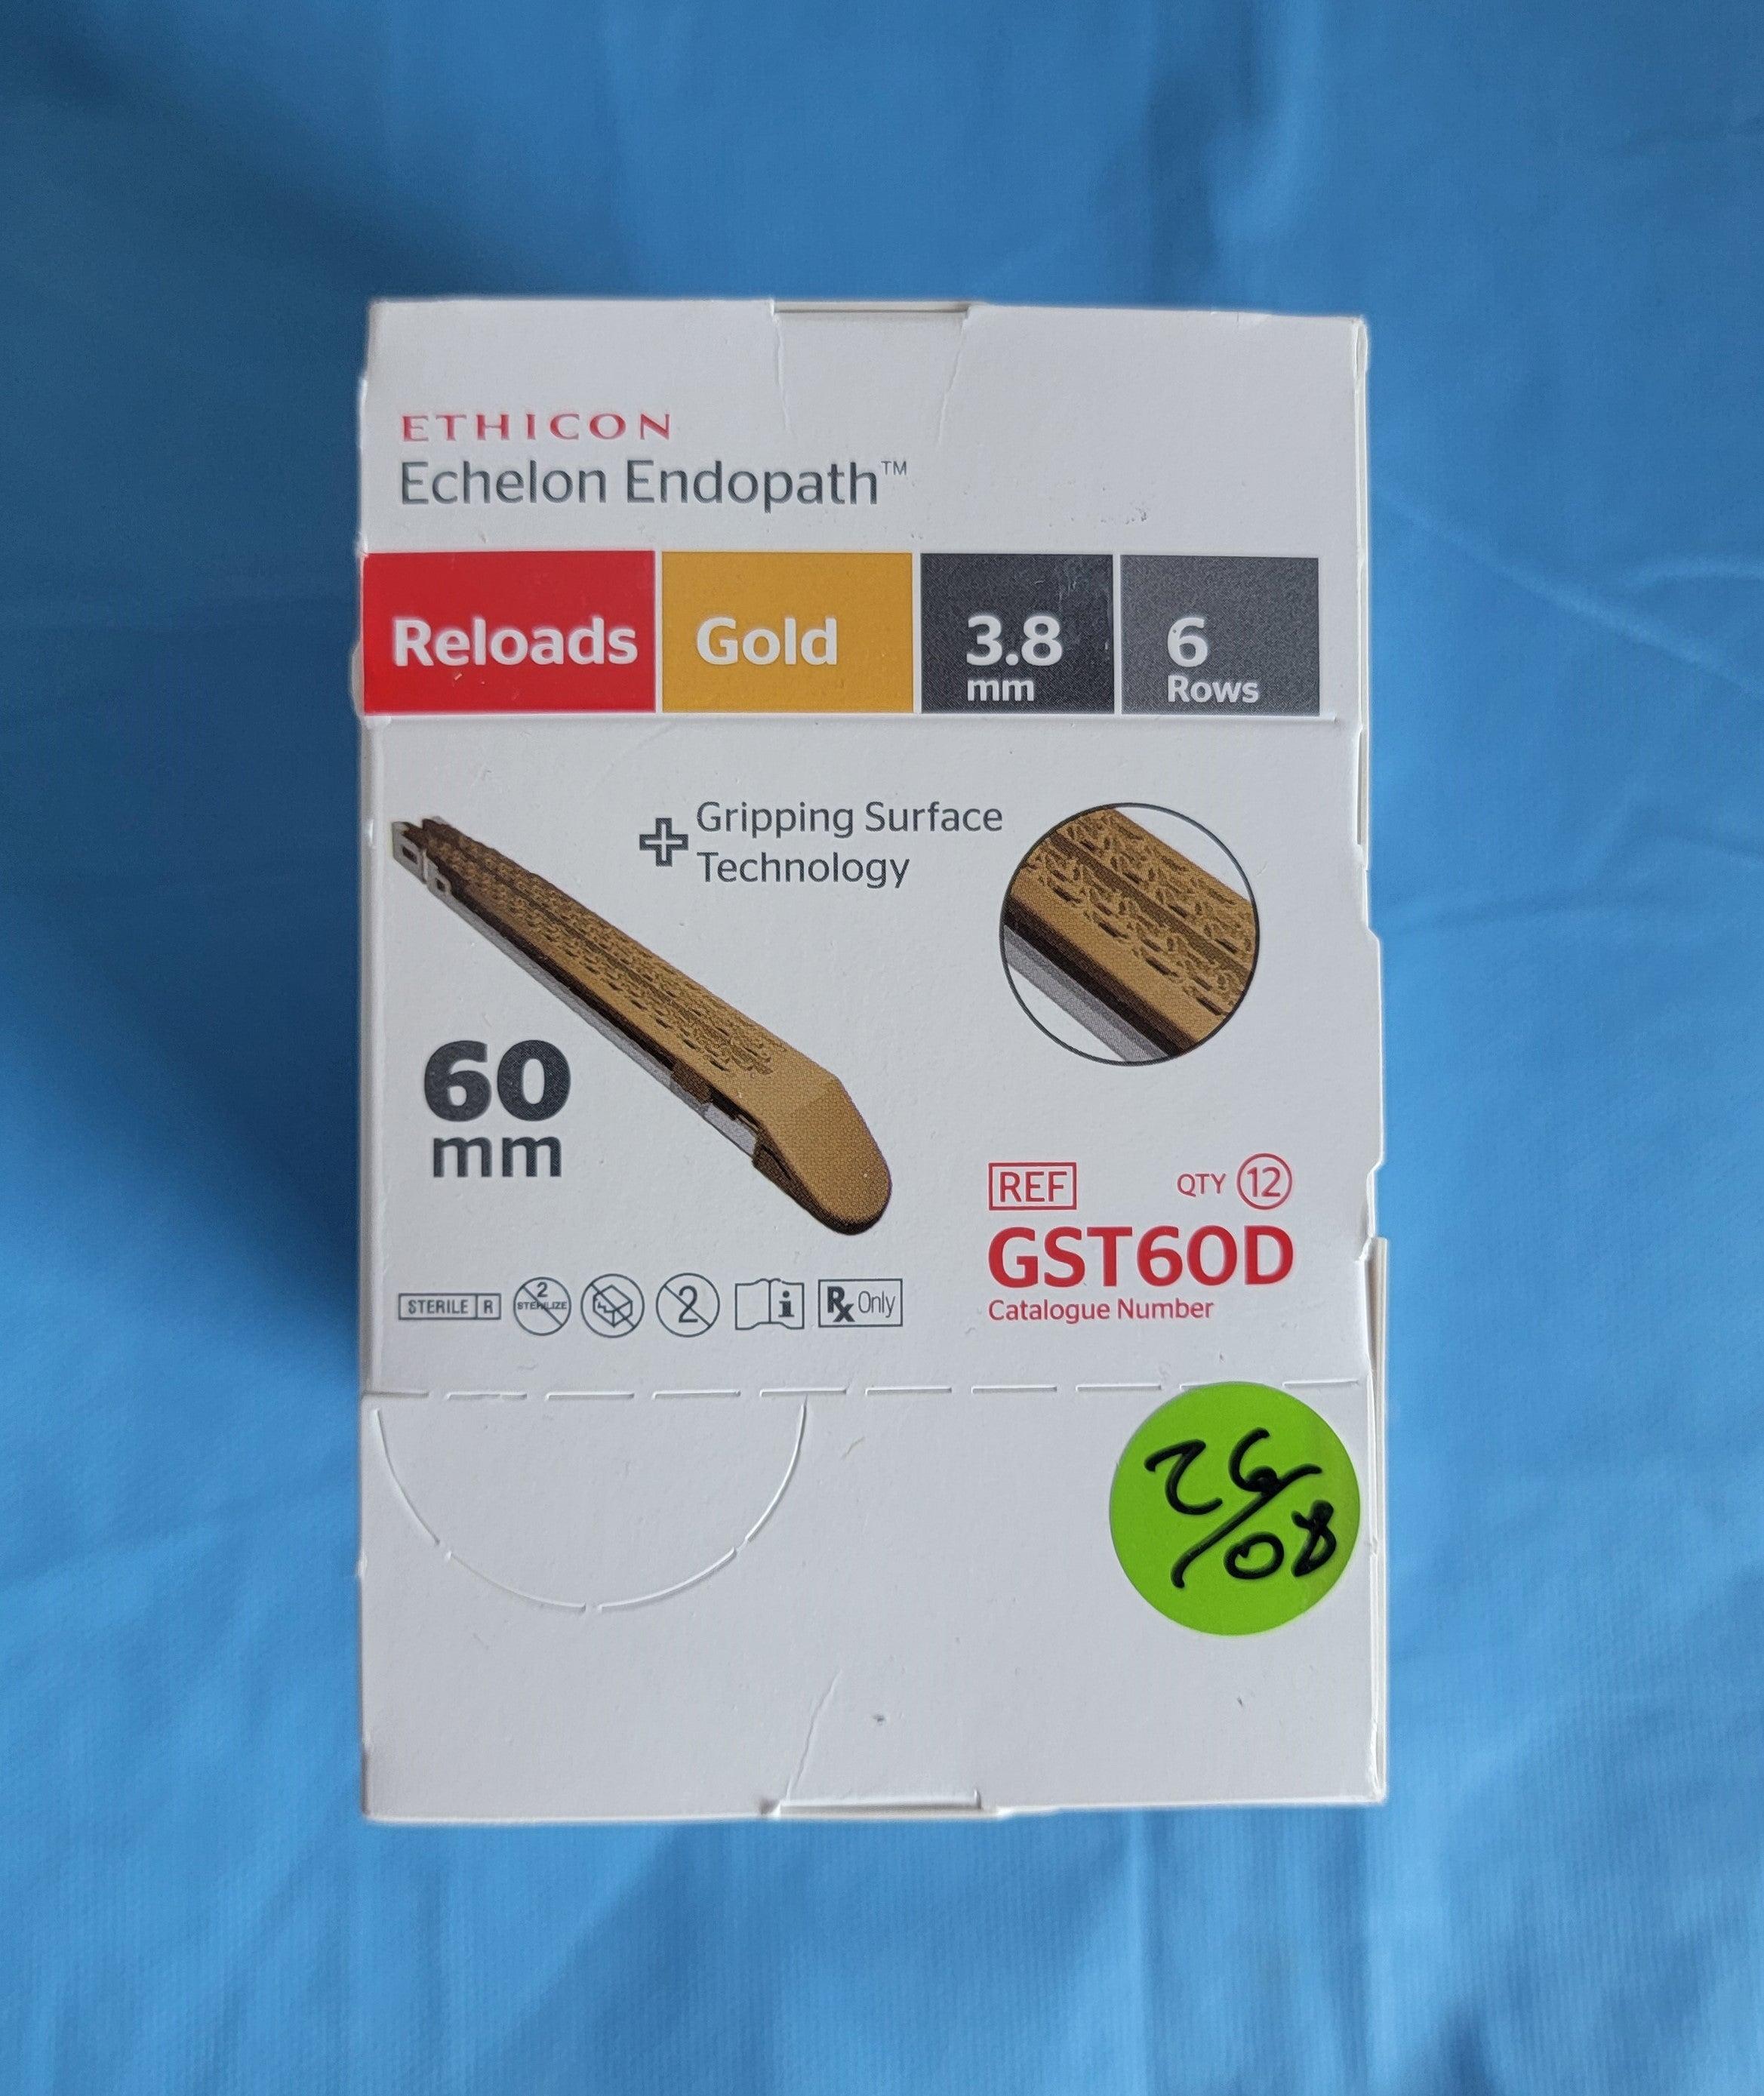 ETHICON
Echelon Endopath™
Reloads
Gold
3.8
mm
6
Rows
Gripping Surface
Technology
60
mm
REF
QTY 12
GST60D
Catalogue Number
STERILE R
2
STERILIZE
2
i
Rx Only
26/08